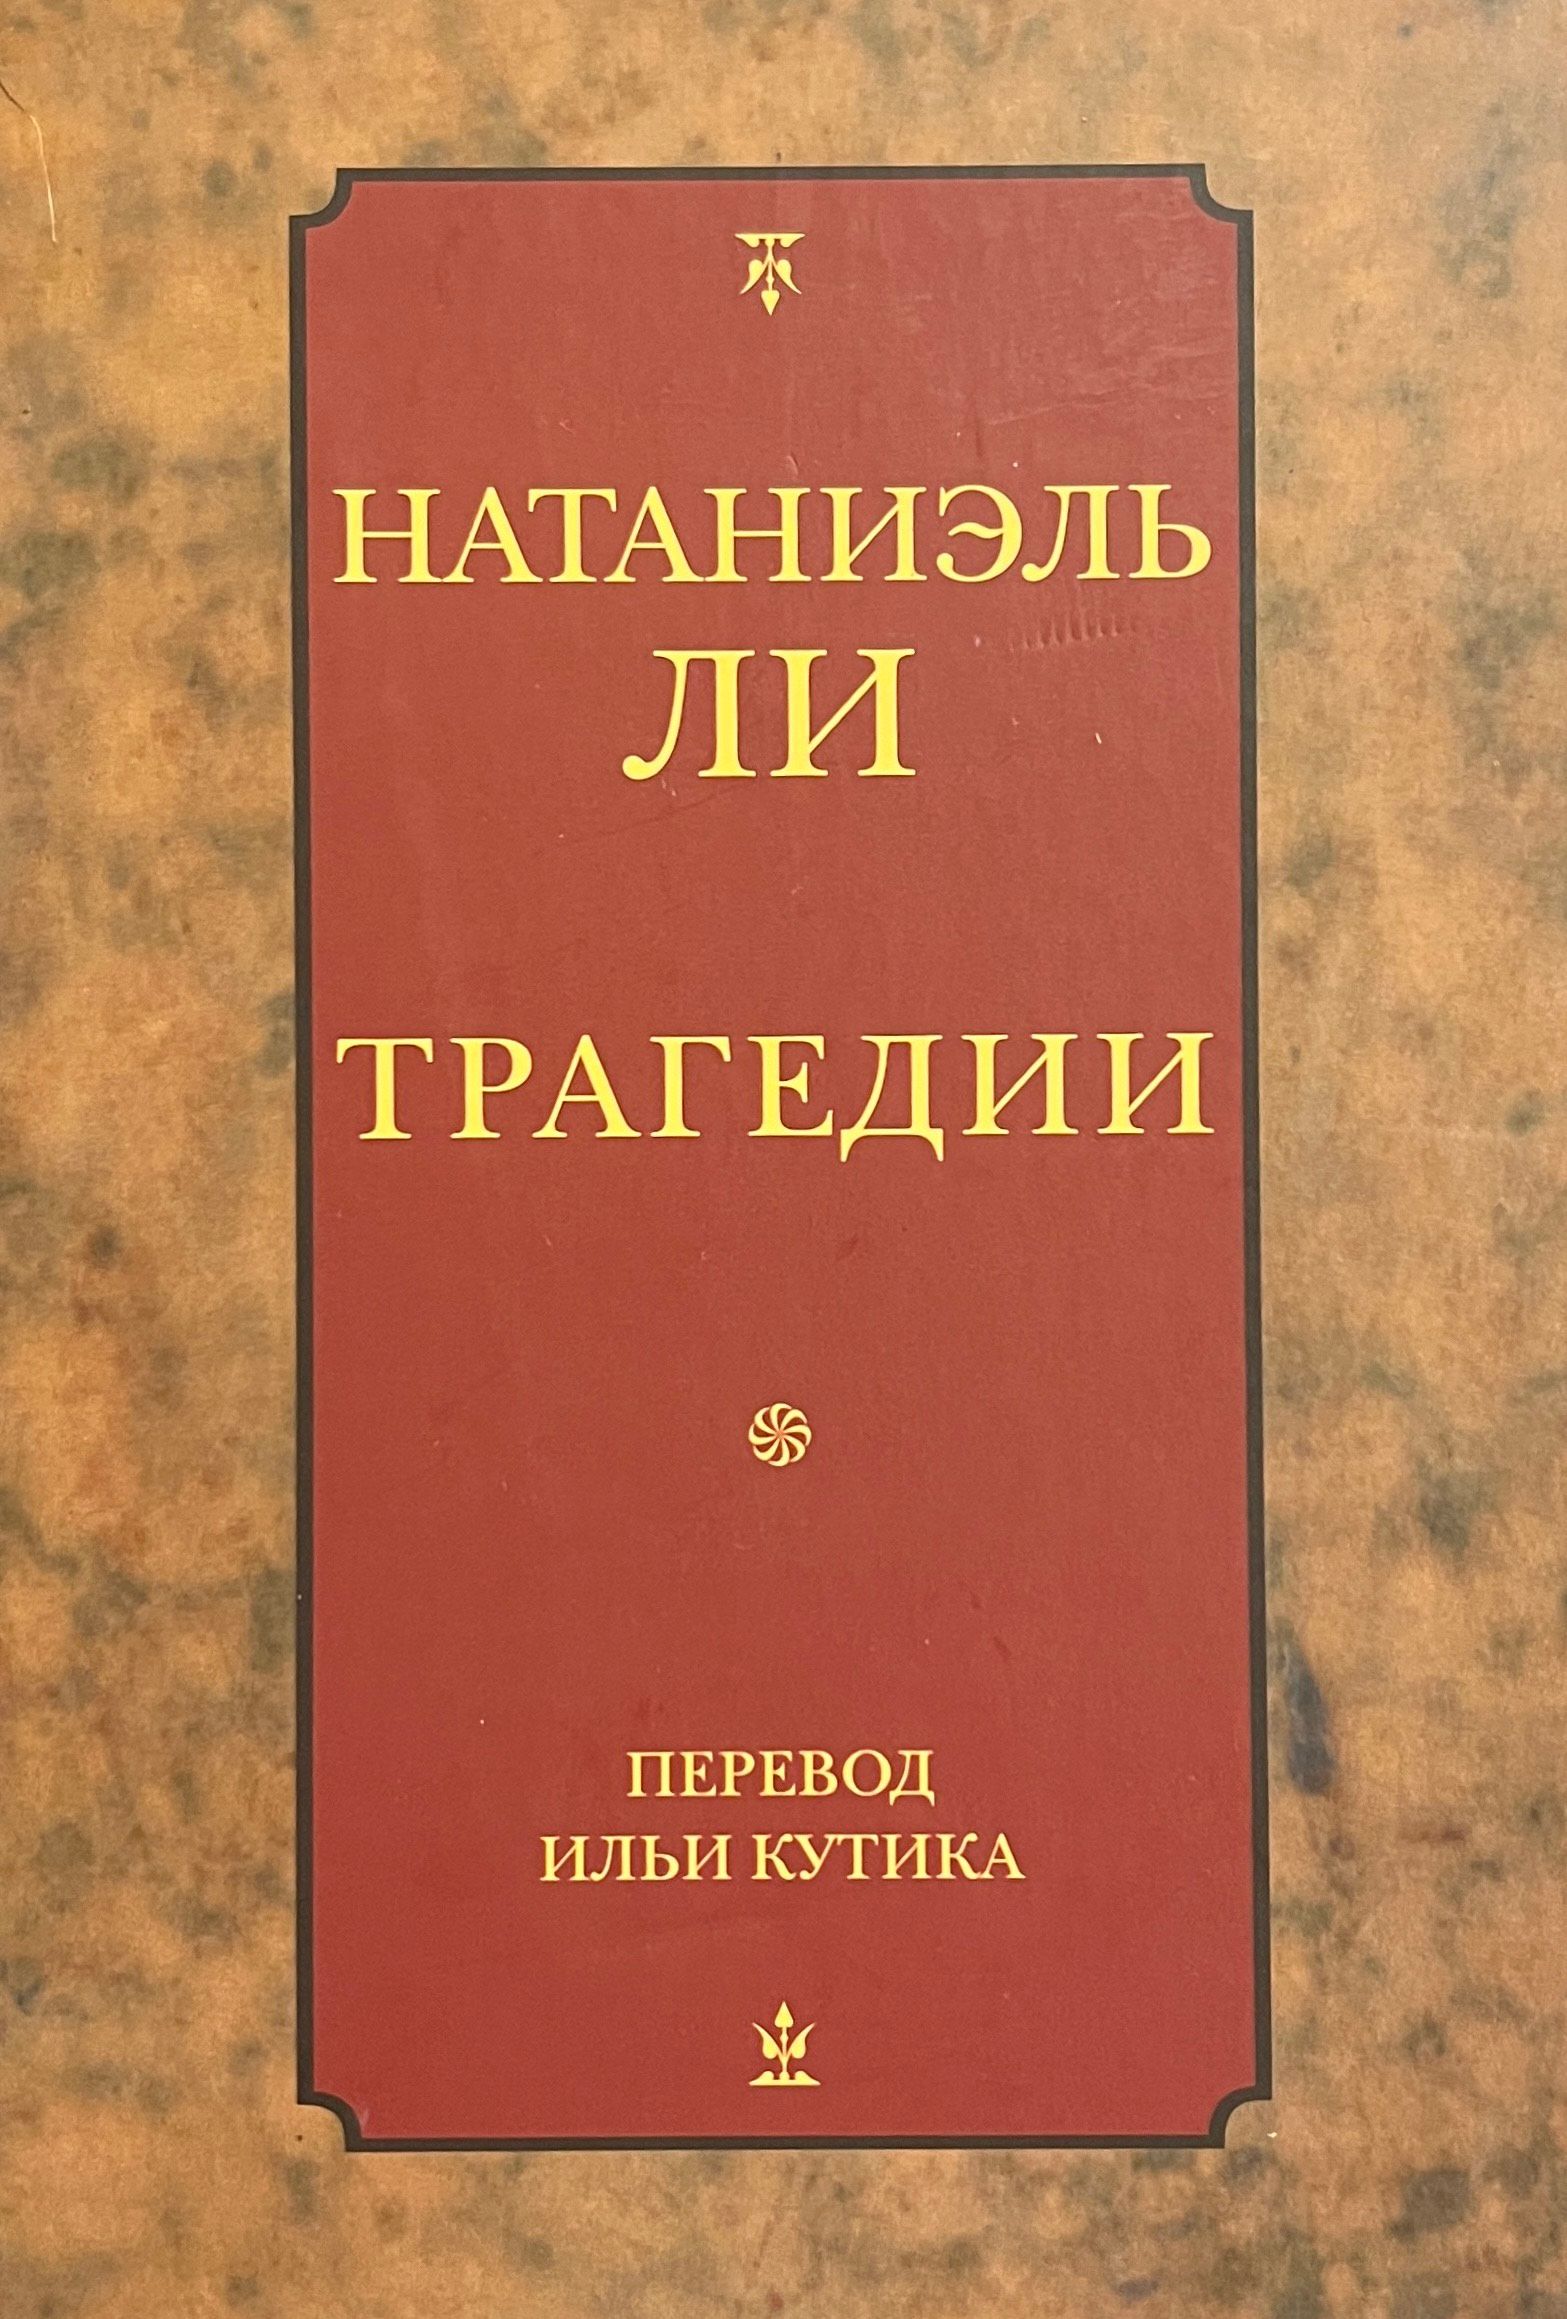 НАТАНИЭЛЬ
ЛИ
ТРАГЕДИИ
ПЕРЕВОД
ИЛЬИ КУТИКА